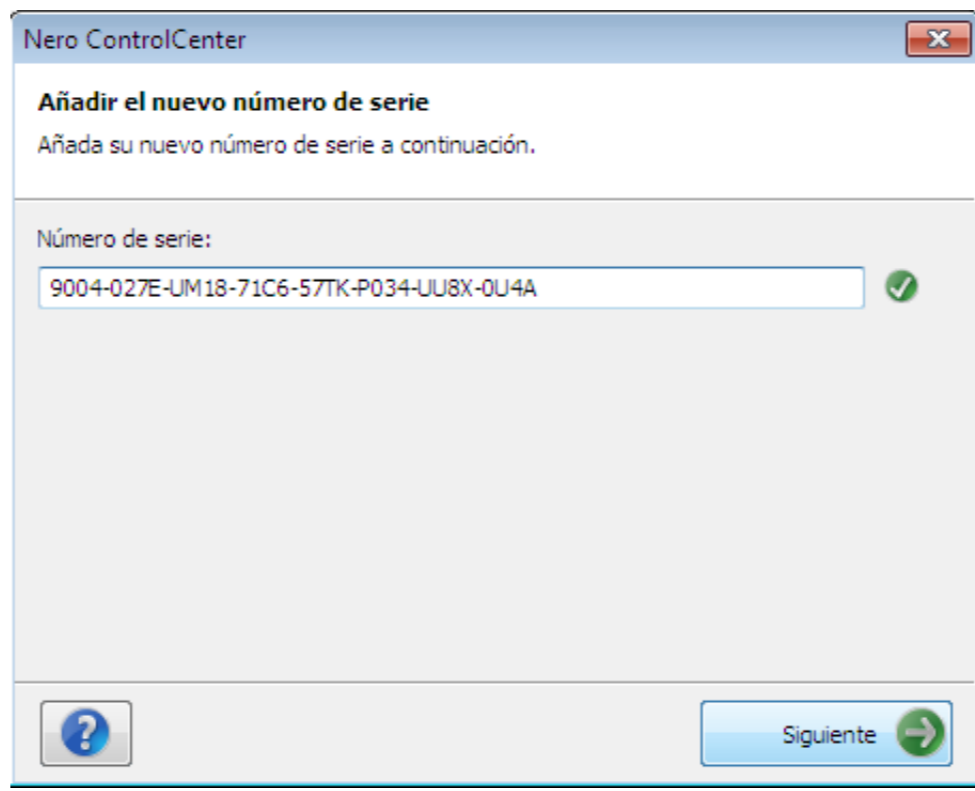 Nero ControlCenter
Añadir el nuevo número de serie
Añada su nuevo número de serie a continuación.
Número de serie:
9004-027E-UM18-71C6-57TK-P034-UU8X-0U4A
Siguiente